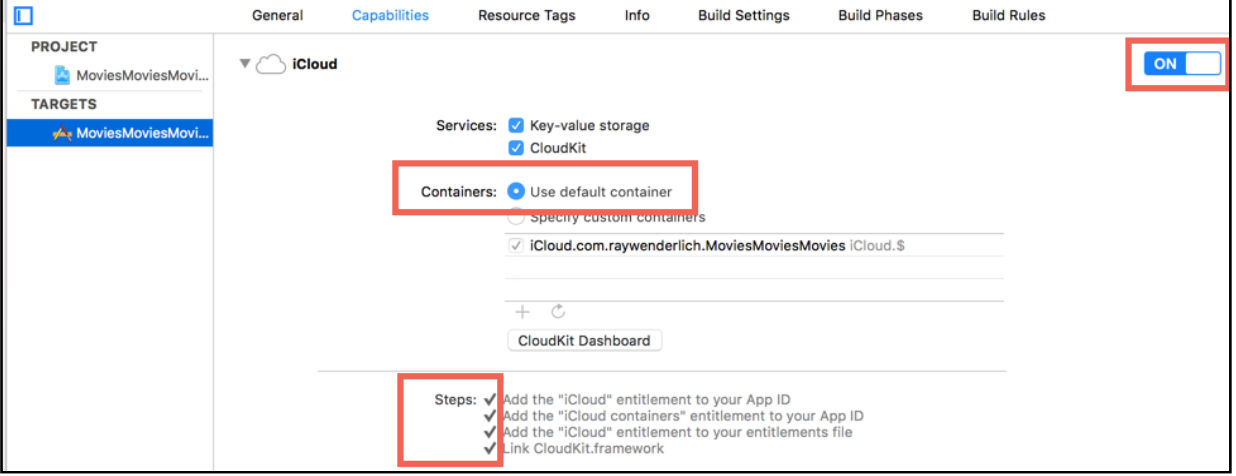 General Capabilities Resource Tags Info Build Settings Build Phases Build Rules
PROJECT
MoviesMoviesMovi...
TARGETS
MoviesMoviesMovi...
iCloud
ON
Services: Key-value storage
CloudKit
Containers: Use default container
Specify custom containers
iCloud.com.raywenderlich.MoviesMoviesMovies iCloud.$
CloudKit Dashboard
Steps: Add the "iCloud" entitlement to your App ID
Add the "iCloud containers" entitlement to your App ID
Add the "iCloud" entitlement to your entitlements file
Link CloudKit.framework